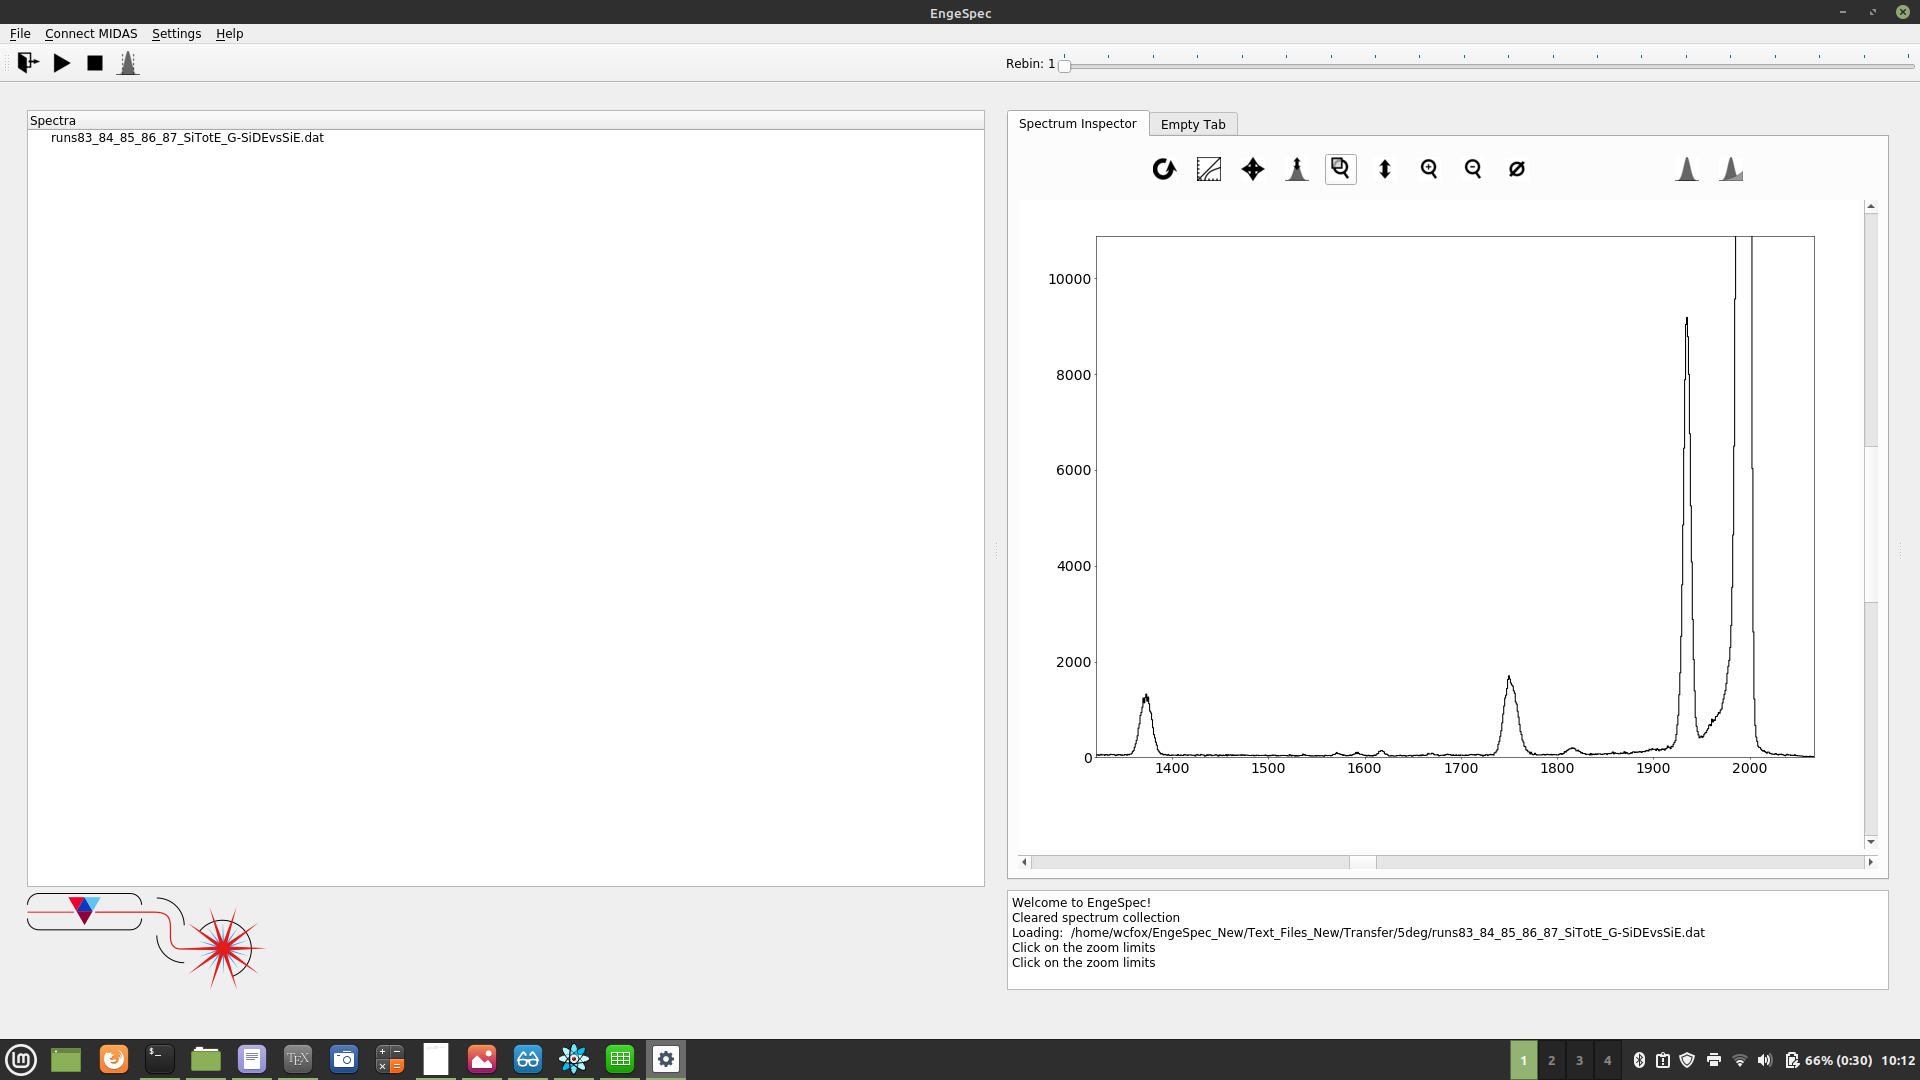 EngeSpec
File Connect MIDAS Settings Help
Rebin: 1
Spectra
runs83_84_85_86_87_SiTotE_G-SiDEvsSiE.dat
Spectrum Inspector Empty Tab
10000
8000
6000
4000
2000
0
1400 1500 1600 1700 1800 1900 2000
Welcome to EngeSpec!
Cleared spectrum collection
Loading: /home/wcfox/EngeSpec_New/Text_Files_New/Transfer/5deg/runs83_84_85_86_87_SiTotE_G-SiDEvsSiE.dat
Click on the zoom limits
Click on the zoom limits
lm $_ TEX 1 2 3 4 66% (0:30) 10:12